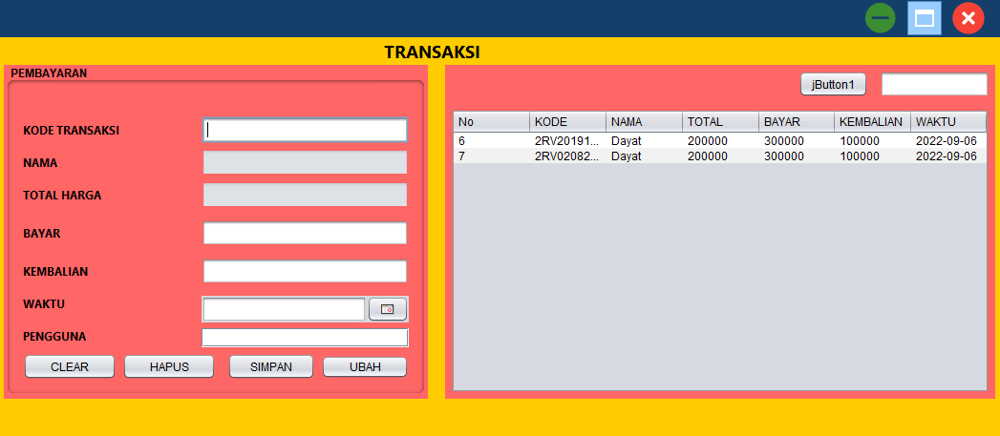 TRANSAKSI
PEMBAYARAN
KODE TRANSAKSI
NAMA
TOTAL HARGA
BAYAR
KEMBALIAN
WAKTU
PENGGUNA
CLEAR HAPUS SIMPAN UBAH
jButton1
No KODE NAMA TOTAL BAYAR KEMBALIAN WAKTU
6 2RV20191... Dayat 200000 300000 100000 2022-09-06
7 2RV02082... Dayat 200000 300000 100000 2022-09-06